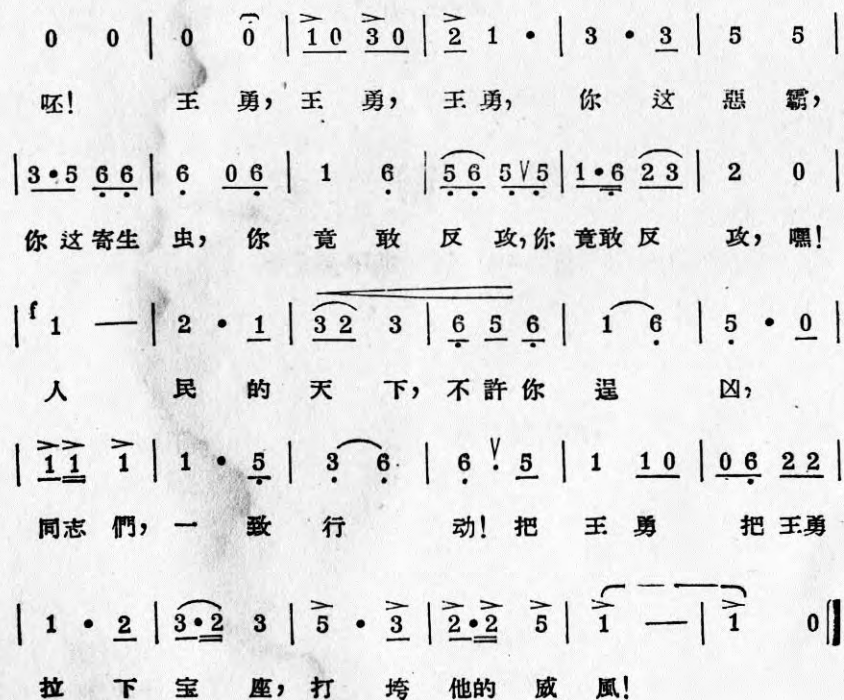 0 0 | 0 0 | 1 0 3 0 | 2 1 • | 3 • 3 | 5 5 |
呸! 王 勇, 王 勇, 王 勇, 你 这 惡 霸,
| 3 • 5 6 6 | 6 0 6 | 1 6 | 5 6 5 V 5 | 1 • 6 2 3 | 2 0 |
你 这 寄生 虫, 你 竟 敢 反 攻, 你 竟敢 反 攻, 嘿!
| f 1 — | 2 • 1 | 3 2 3 | 6 5 6 | 1 6 | 5 • 0 |
人 民 的 天 下, 不 許 你 逞 凶,
| 1 1 1 | 1 • 5 | 3 6 | 6 • V 5 | 1 1 0 | 0 6 2 2 |
同志 們, 一 致 行 动! 把 王 勇 把 王勇
| 1 • 2 | 3 • 2 3 | 5 • 3 | 2 • 2 5 | 1 — | 1 0 ‖
拉 下 宝 座, 打 垮 他的 威 風!